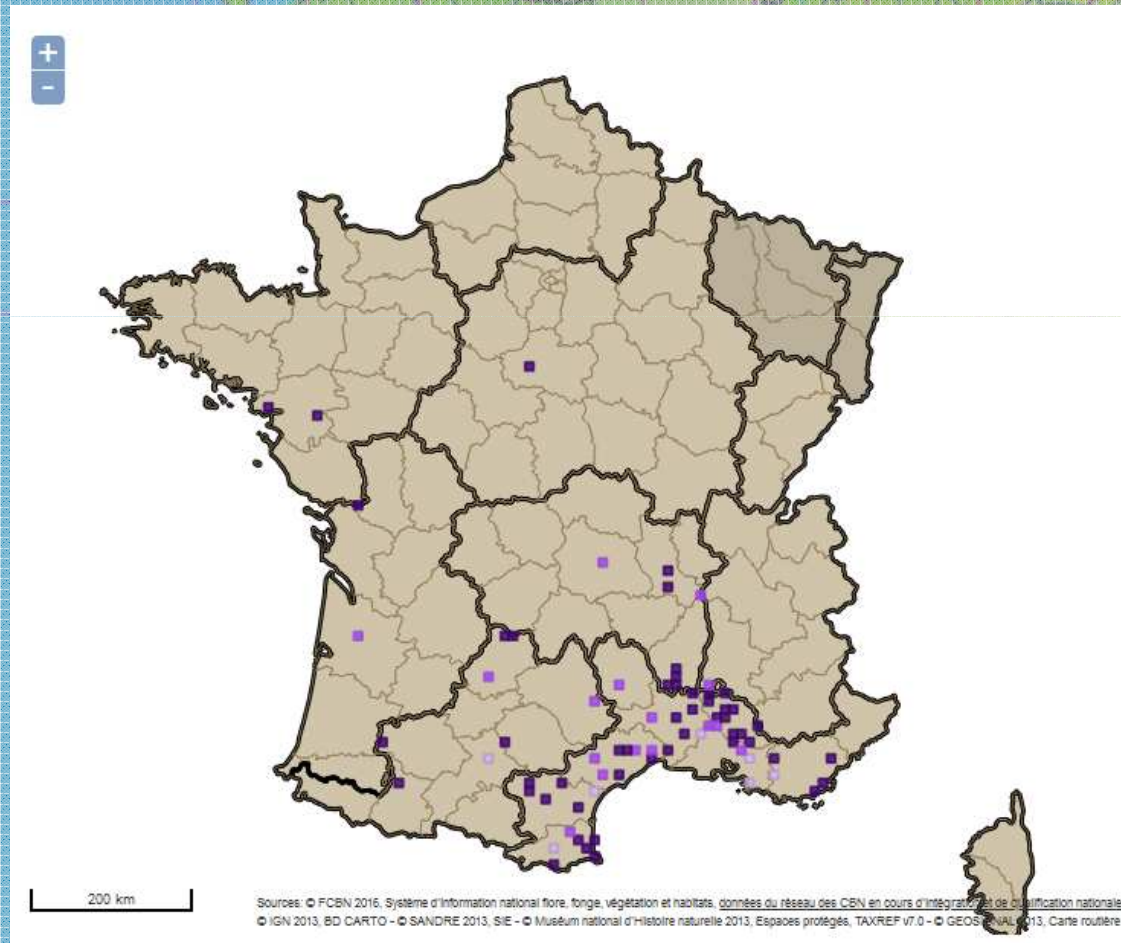 +
-
200 km
Sources: © FCBN 2016, Système d'information national flore, fonge, végétation et habitats, données du réseau des CBN en cours d'intégration et de qualification nationale
© IGN 2013, BD CARTO - © SANDRE 2013, SIE - © Muséum national d'Histoire naturelle 2013, Espaces protégés, TAXREF v7.0 - © 2013, Carte routière